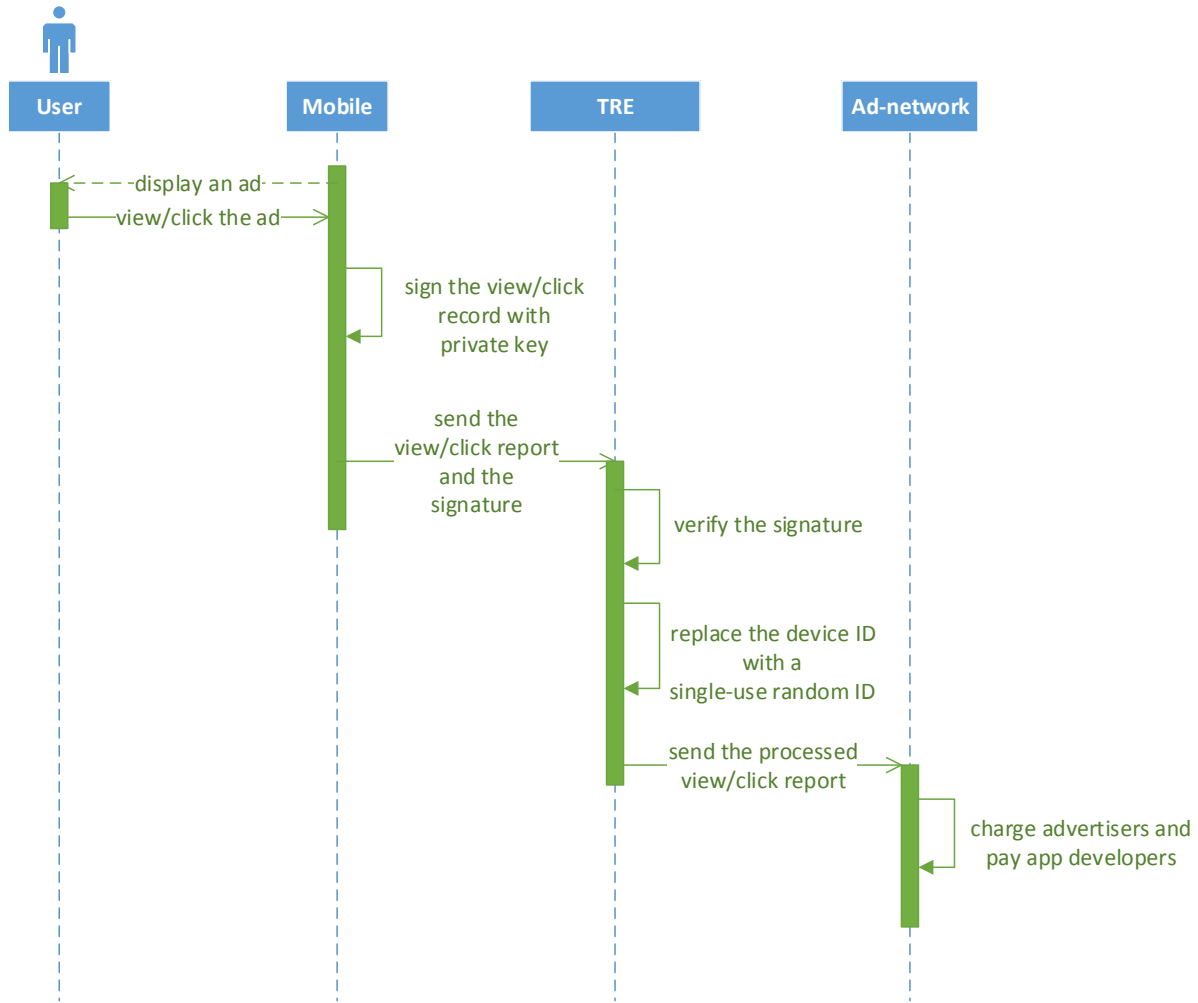 User
Mobile
TRE
Ad-network
display an ad
view/click the ad
sign the view/click
record with
private key
send the
view/click report
and the
signature
verify the signature
replace the device ID
with a
single-use random ID
send the processed
view/click report
charge advertisers and
pay app developers